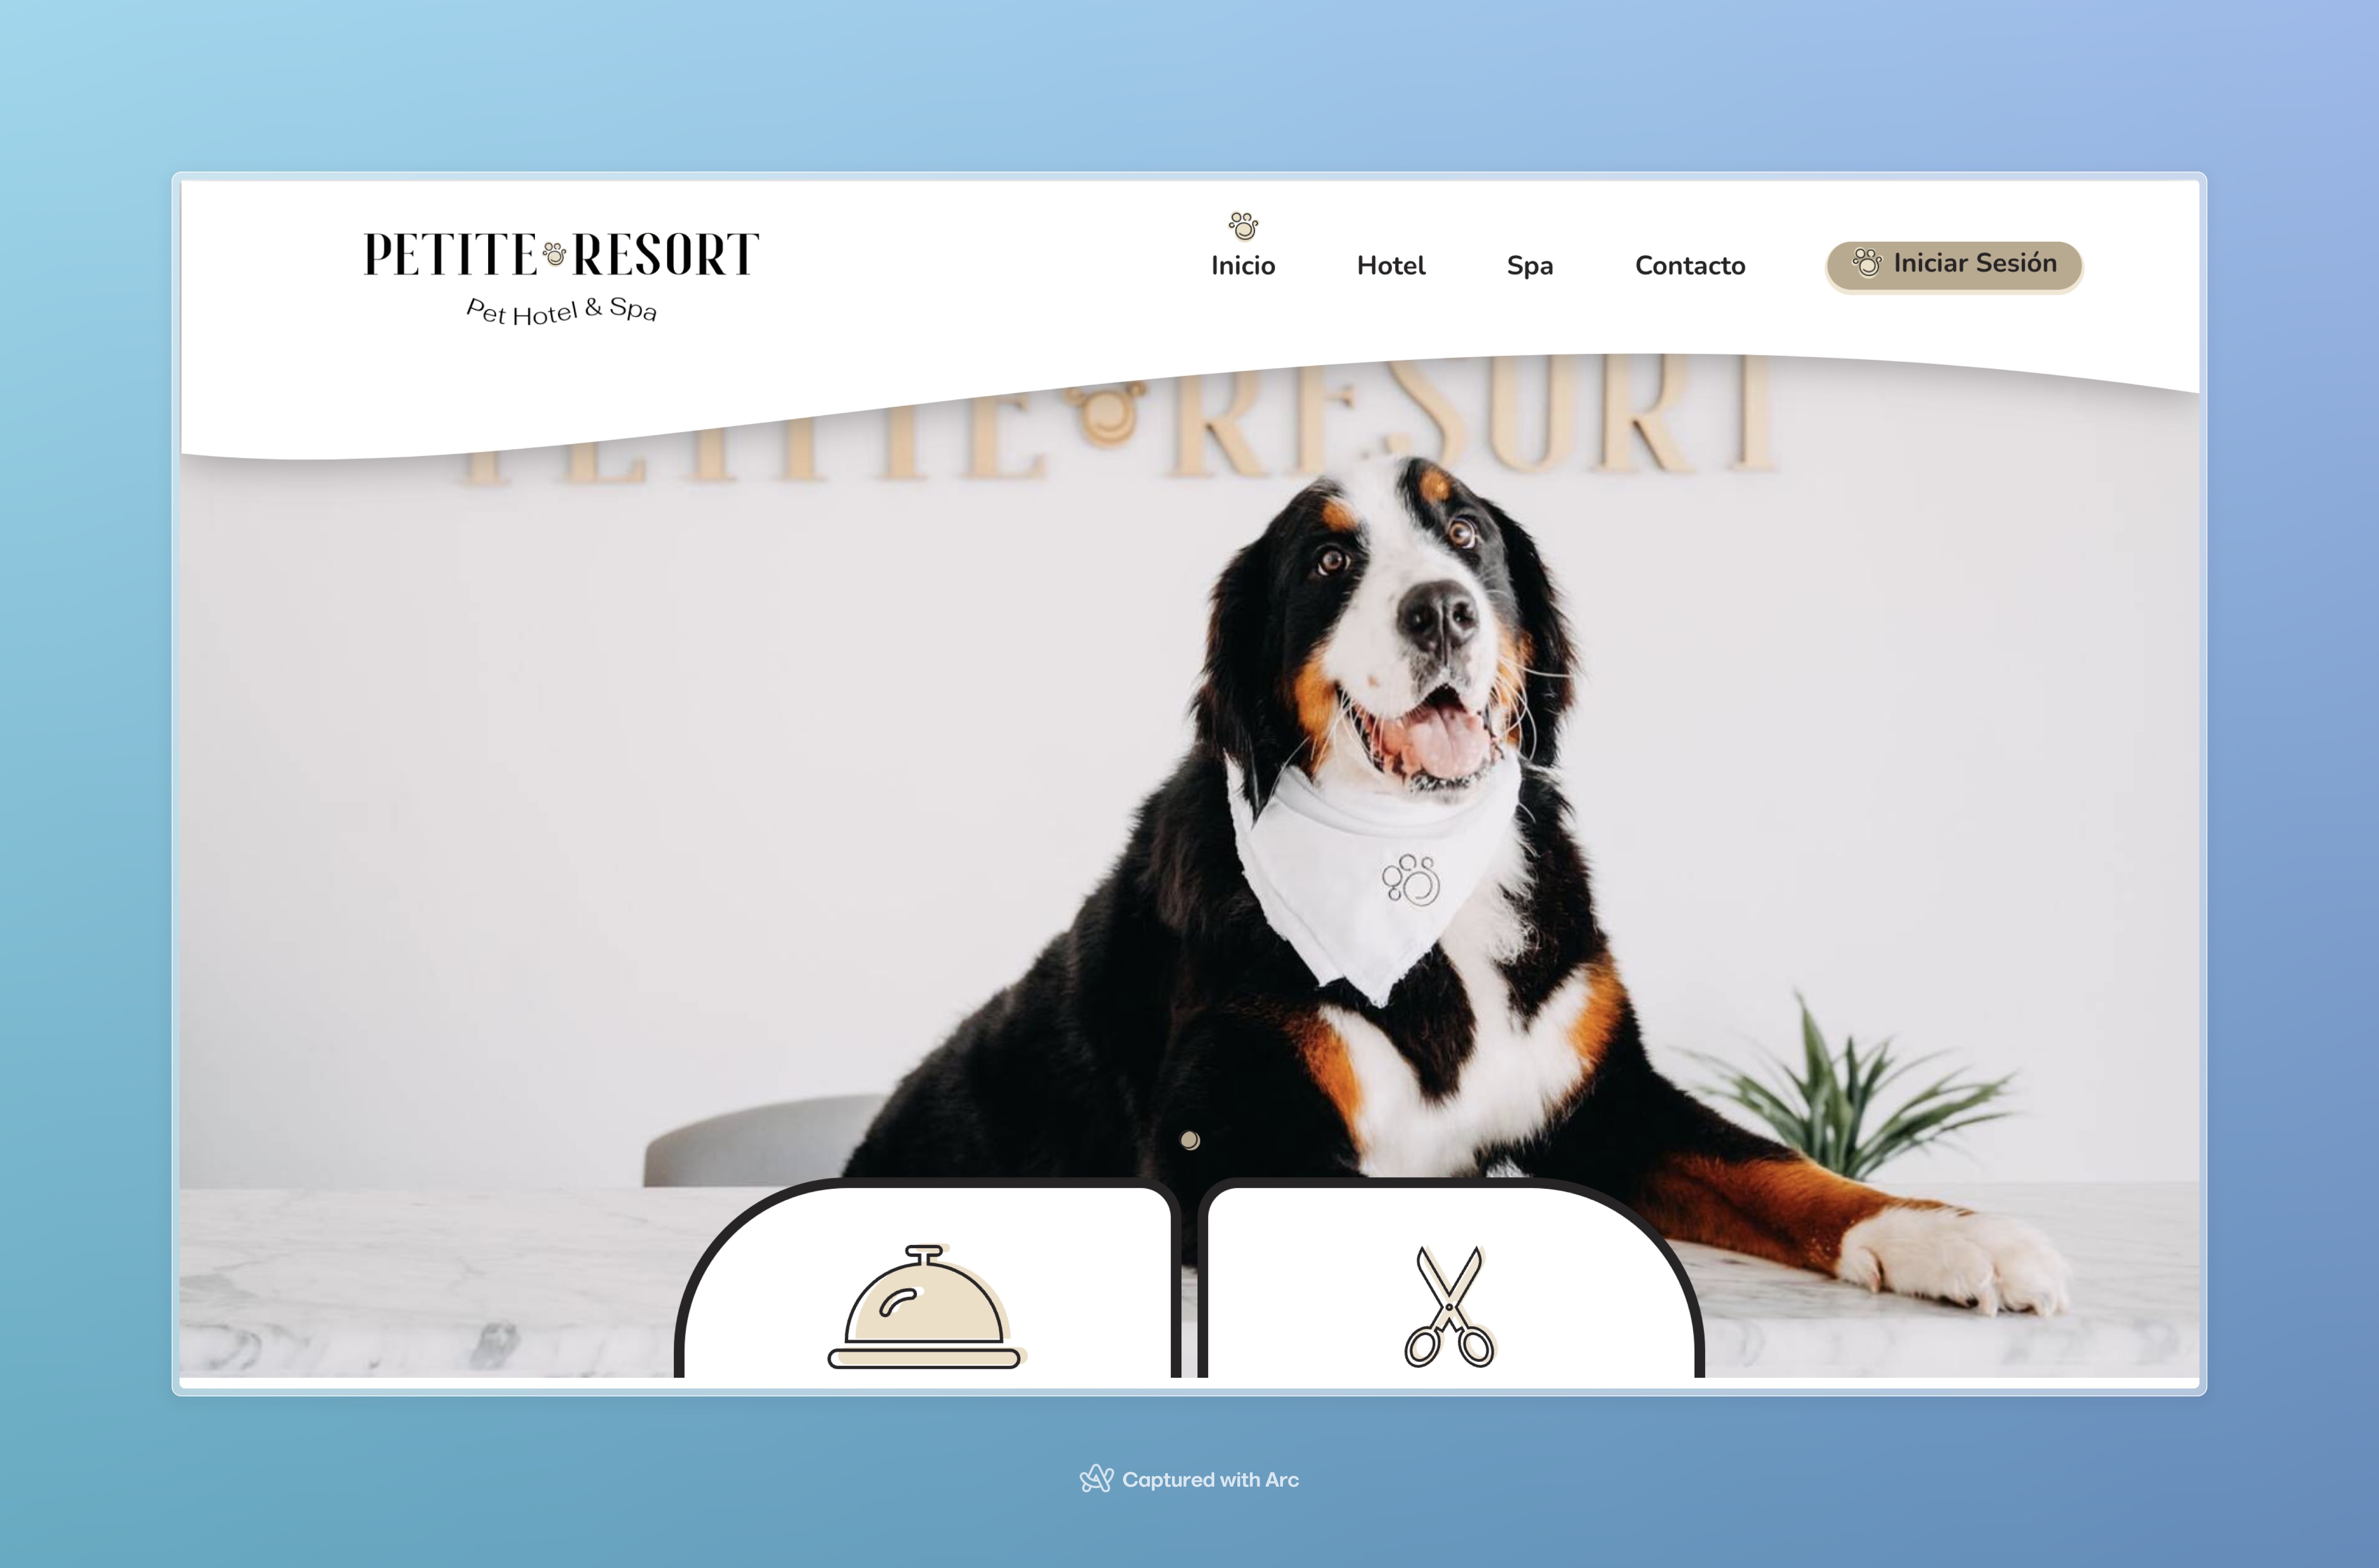 PETITE RESORT
Pet Hotel & Spa
Inicio
Hotel
Spa
Contacto
Iniciar Sesión
PETITE RESORT
Captured with Arc